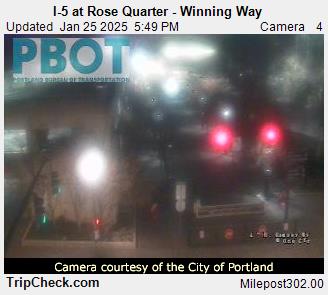 I-5 at Rose Quarter - Winning Way
Updated Jan 25 2025 5:49 PM Camera 4
PBOT
PORTLAND BUREAU OF TRANSPORTATION
Camera courtesy of the City of Portland
TripCheck.com Milepost302.00